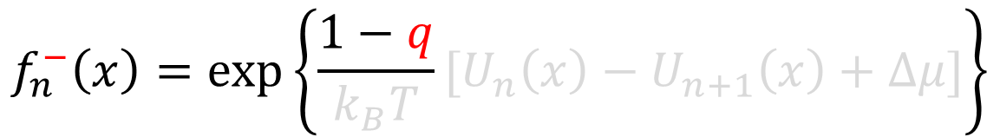 f_n^−(x) = exp{(1 − q)/(k_B T) [U_n(x) − U_{n+1}(x) + Δμ]}